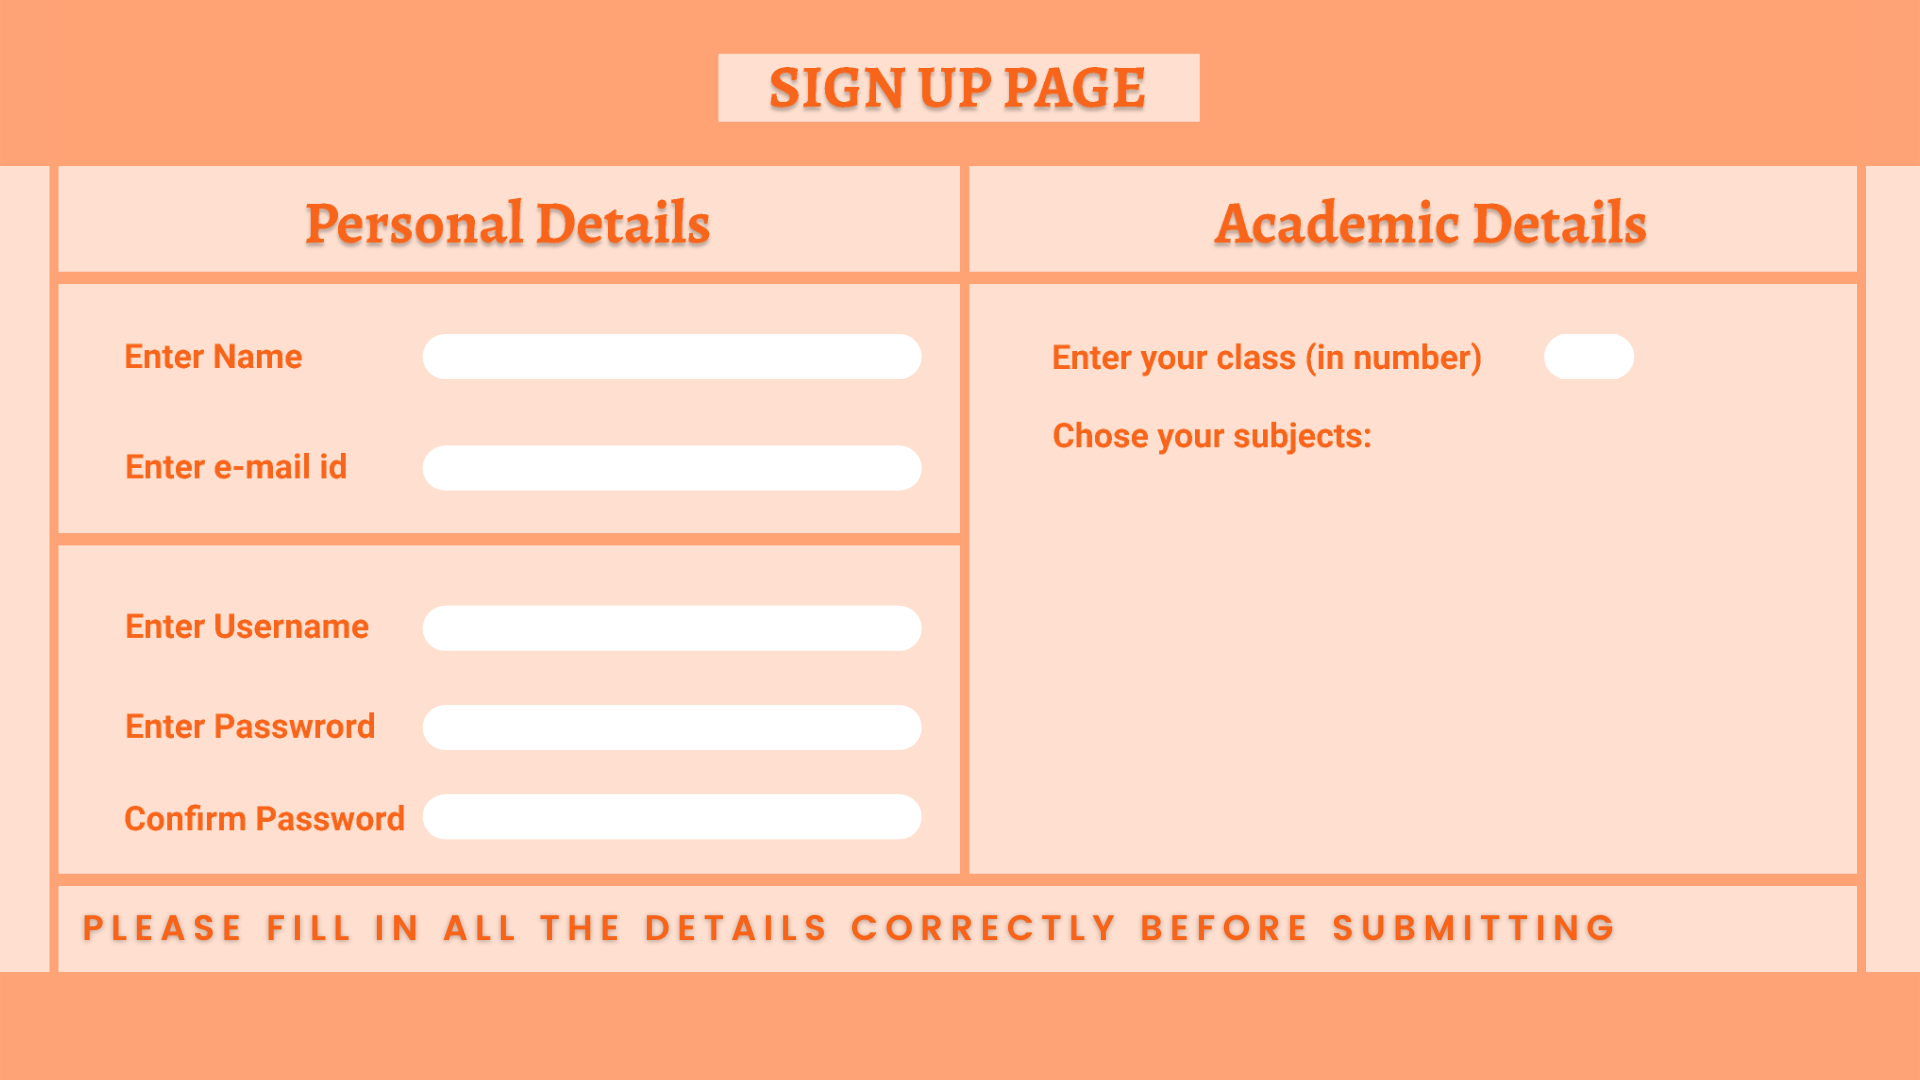 SIGN UP PAGE
Personal Details
Enter Name
Enter e-mail id
Enter Username
Enter Passwrord
Confirm Password
Academic Details
Enter your class (in number)
Chose your subjects:
PLEASE FILL IN ALL THE DETAILS CORRECTLY BEFORE SUBMITTING